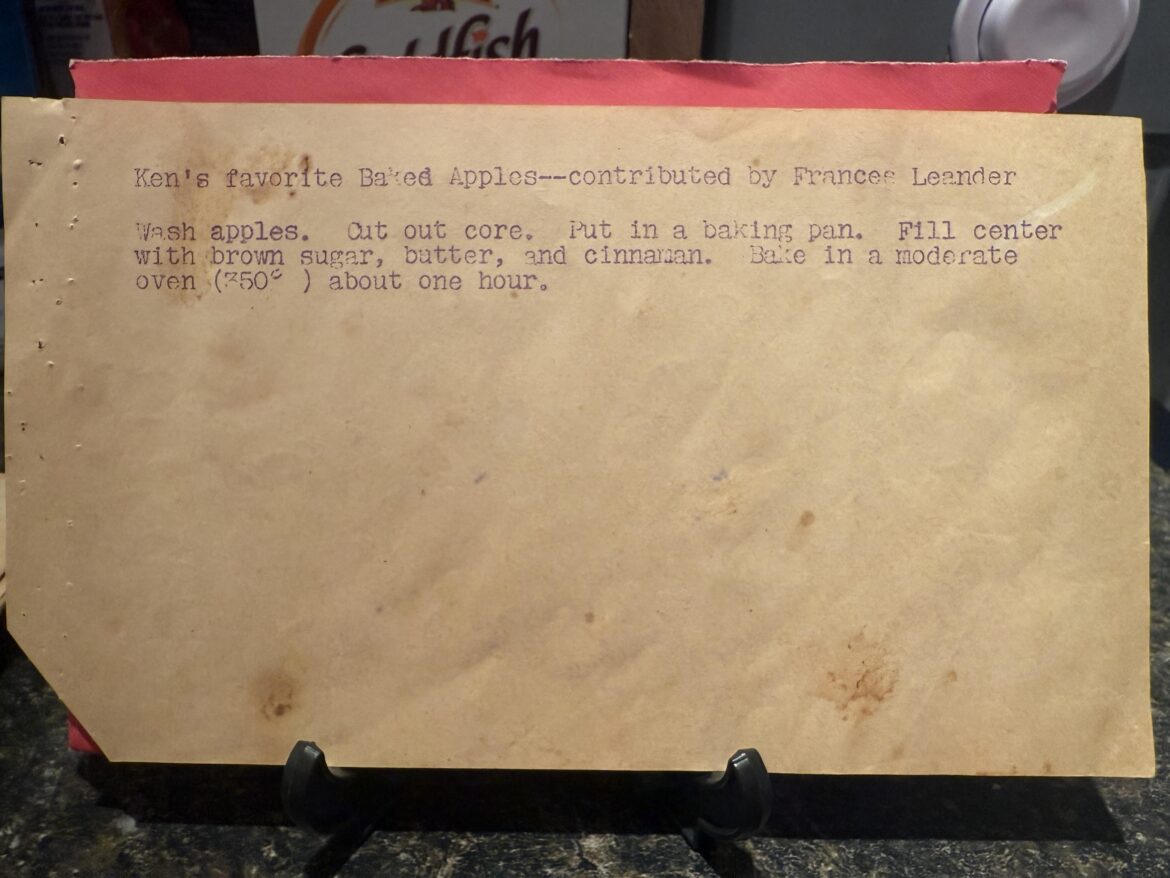 Goldfish
Ken's favorite Baked Apples--contributed by Frances Leander
Wash apples. Cut out core. Put in a baking pan. Fill center
with brown sugar, butter, and cinnaman. Bake in a moderate
oven (350° ) about one hour.